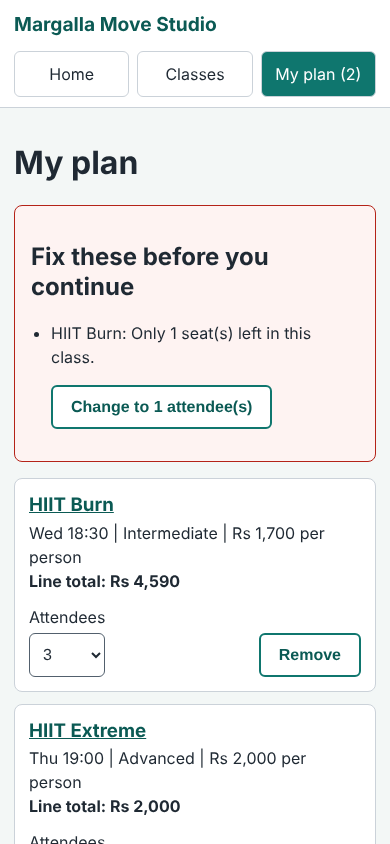 Margalla Move Studio
Home
Classes
My plan (2)
My plan
Fix these before you
continue
HIIT Burn: Only 1 seat(s) left in this
class.
Change to 1 attendee(s)
HIIT Burn
Wed 18:30 | Intermediate | Rs 1,700 per
person
Line total: Rs 4,590
Attendees
3
Remove
HIIT Extreme
Thu 19:00 | Advanced | Rs 2,000 per
person
Line total: Rs 2,000
Attendees